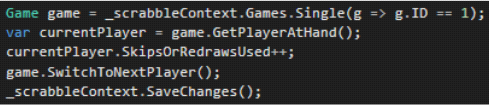 Game game = _scrabbleContext.Games.Single(g => g.ID == 1);
var currentPlayer = game.GetPlayerAtHand();
currentPlayer.SkipsOrRedrawsUsed++;
game.SwitchToNextPlayer();
_scrabbleContext.SaveChanges();